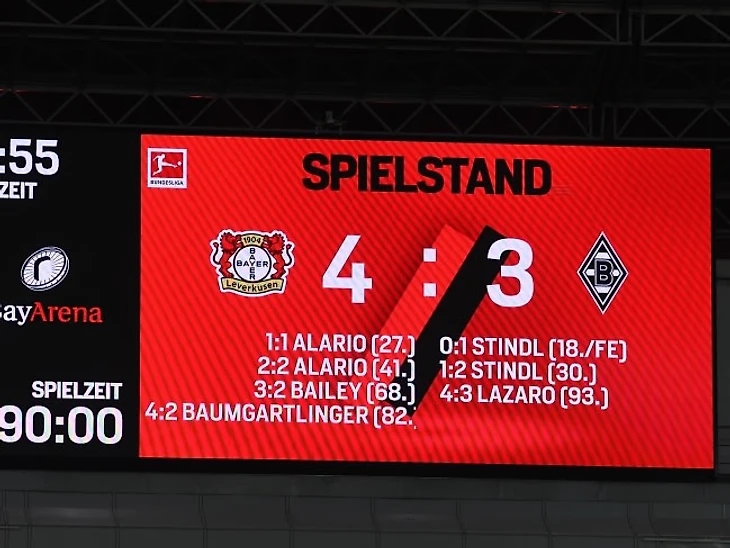 :55
ZEIT
BayArena
SPIELZEIT
90:00
BUNDESLIGA
SPIELSTAND
1904
BAYER
BAYER
Leverkusen
4 : 3
B
1:1 ALARIO (27.) 0:1 STINDL (18./FE)
2:2 ALARIO (41.) 1:2 STINDL (30.)
3:2 BAILEY (68.) 4:3 LAZARO (93.)
4:2 BAUMGARTLINGER (82.